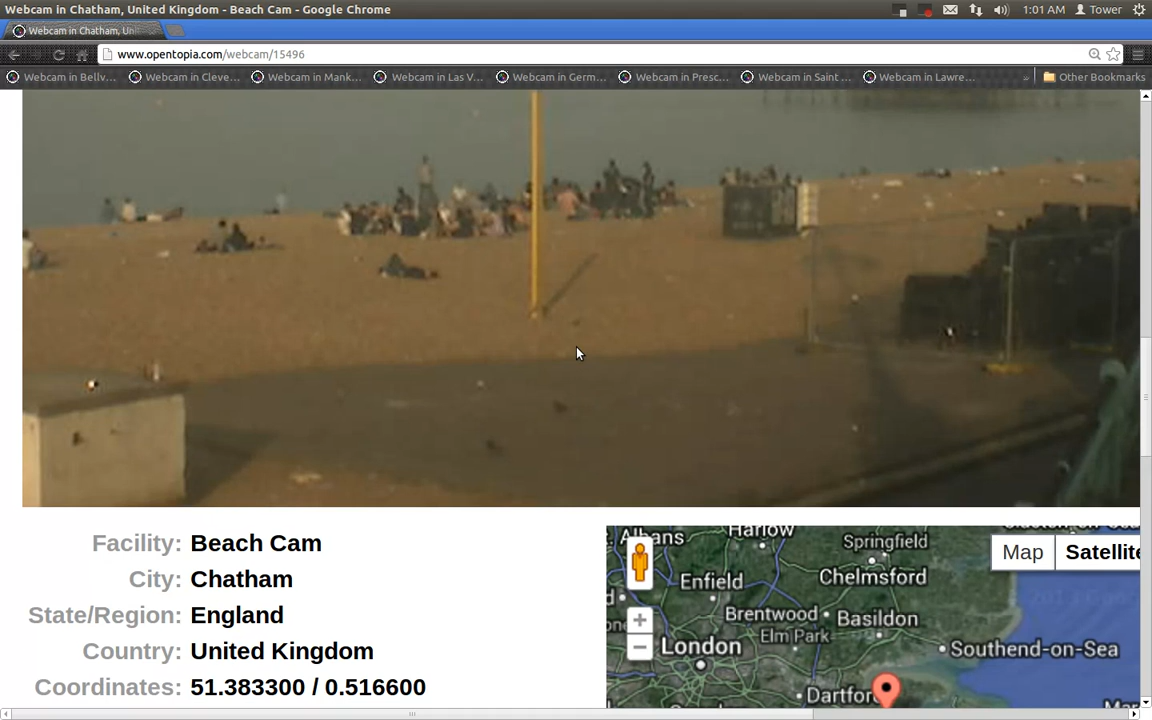 Webcam in Chatham, United Kingdom - Beach Cam - Google Chrome
1:01 AM
Tower
Webcam in Chatham, Uni
www.opentopia.com/webcam/15496
Webcam in Bellv...
Webcam in Cleve...
Webcam in Mank...
Webcam in Las V...
Webcam in Germ...
Webcam in Presc...
Webcam in Saint ...
Webcam in Lawre...
»
Other Bookmarks
Facility: Beach Cam
City: Chatham
State/Region: England
Country: United Kingdom
Coordinates: 51.383300 / 0.516600
Albans
Harlow
Springfield
Map
Satellite
Enfield
Chelmsford
Brentwood
Basildon
Elm Park
London
Southend-on-Sea
Dartford